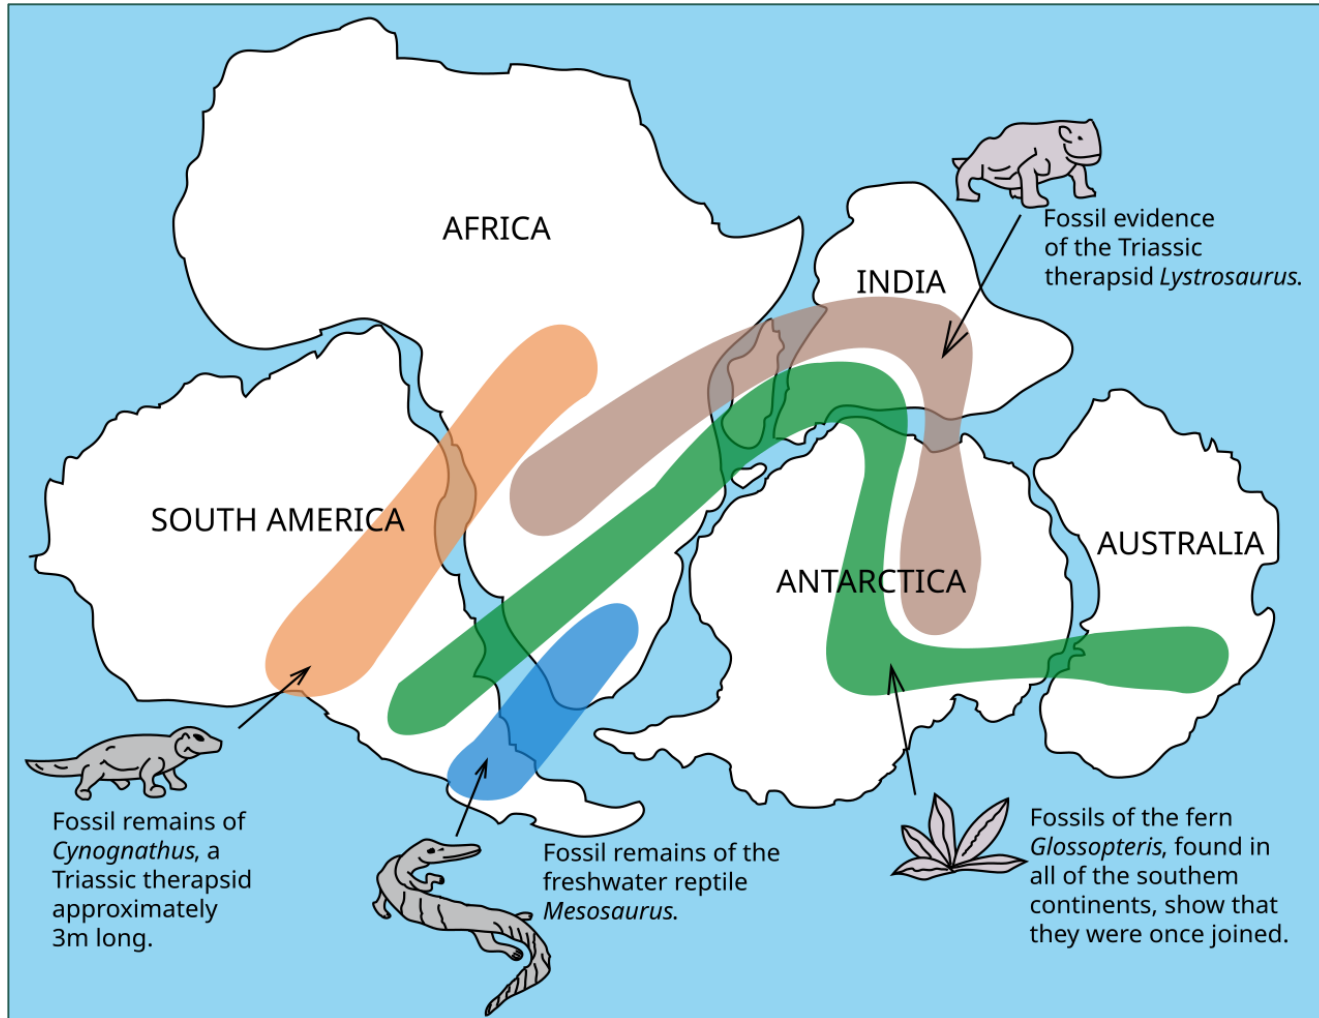 AFRICA
Fossil evidence
of the Triassic
therapsid Lystrosaurus.
INDIA
SOUTH AMERICA
AUSTRALIA
ANTARCTICA
Fossil remains of
Cynognathus, a
Triassic therapsid
approximately
3m long.
Fossil remains of the
freshwater reptile
Mesosaurus.
Fossils of the fern
Glossopteris, found in
all of the southem
continents, show that
they were once joined.